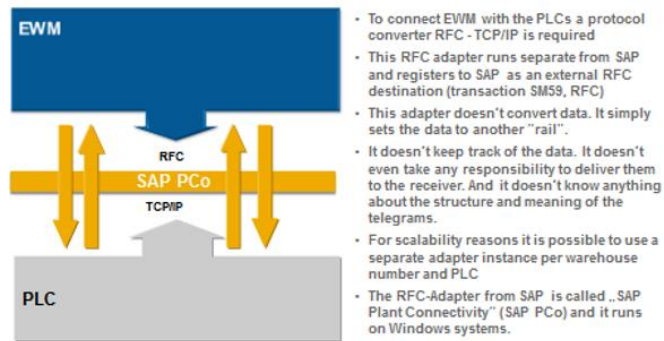 EWM
RFC
SAP PCo
TCP/IP
PLC
- To connect EWM with the PLCs a protocol
converter RFC - TCP/IP is required
- This RFC adapter runs separate from SAP
and registers to SAP as an external RFC
destination (transaction SM59, RFC)
- This adapter doesn't convert data. It simply
sets the data to another "rail".
- It doesn't keep track of the data. It doesn't
even take any responsibility to deliver them
to the receiver. And it doesn't know anything
about the structure and meaning of the
telegrams.
- For scalability reasons it is possible to use a
separate adapter instance per warehouse
number and PLC
- The RFC-Adapter from SAP is called „SAP
Plant Connectivity" (SAP PCo) and it runs
on Windows systems.